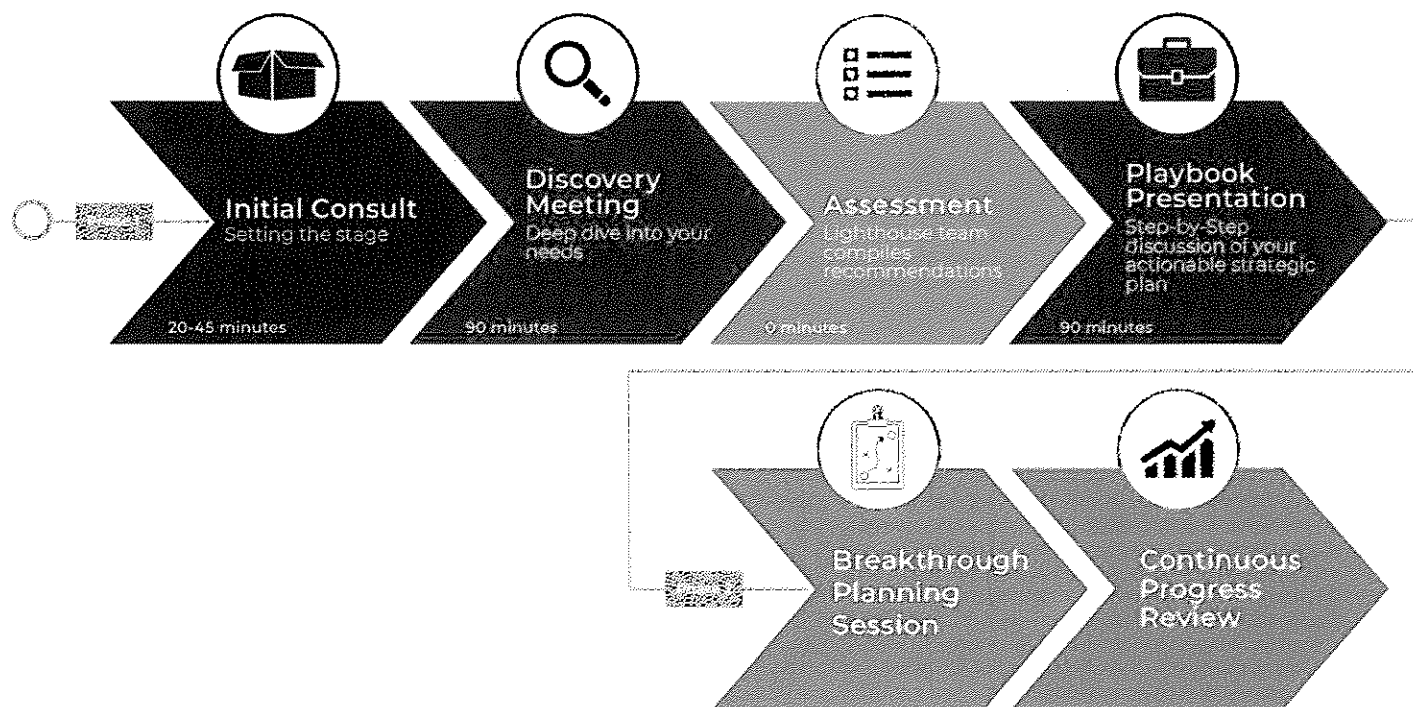 Initial Consult
Setting the stage
20-45 minutes
Discovery
Meeting
Deep dive into your
needs
90 minutes
Assessment
Lighthouse team
compiles
recommendations
0 minutes
Playbook
Presentation
Step-by-Step
discussion of your
actionable strategic
plan
90 minutes
Breakthrough
Planning
Session
Continuous
Progress
Review